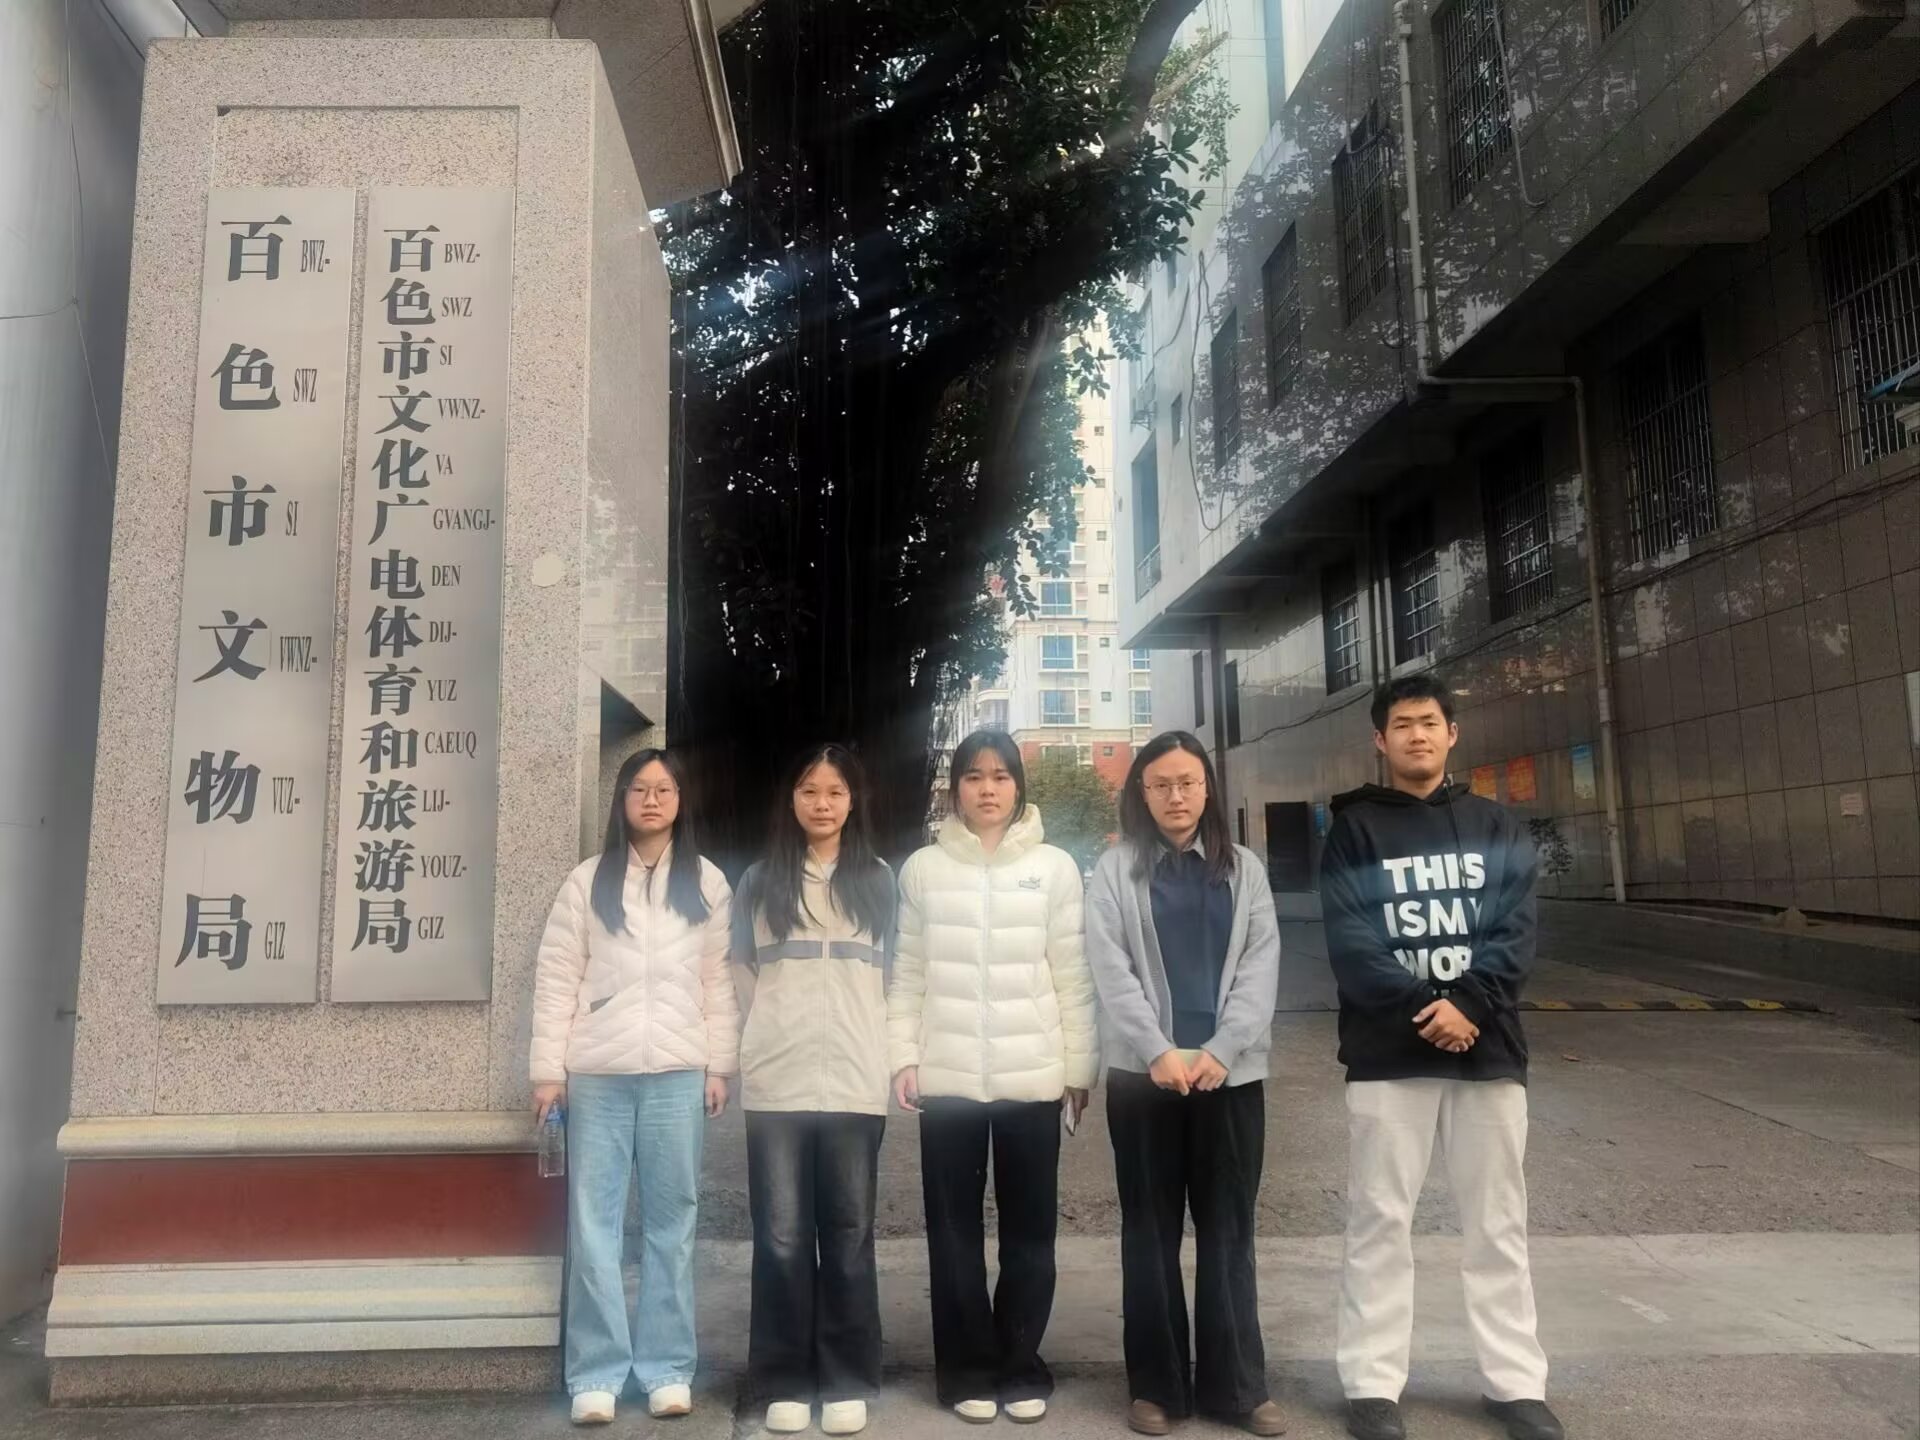 百色市文物局
BWZ-SWZ SI VWNZ-VUZ-GIZ
百色市文化广电体育和旅游局
BWZ-SWZ SI VWNZ-VA GVANGJ-DEN DIJ-YUZ CAEUQ LIJ-YOUZ-GIZ
THIS
IS MY